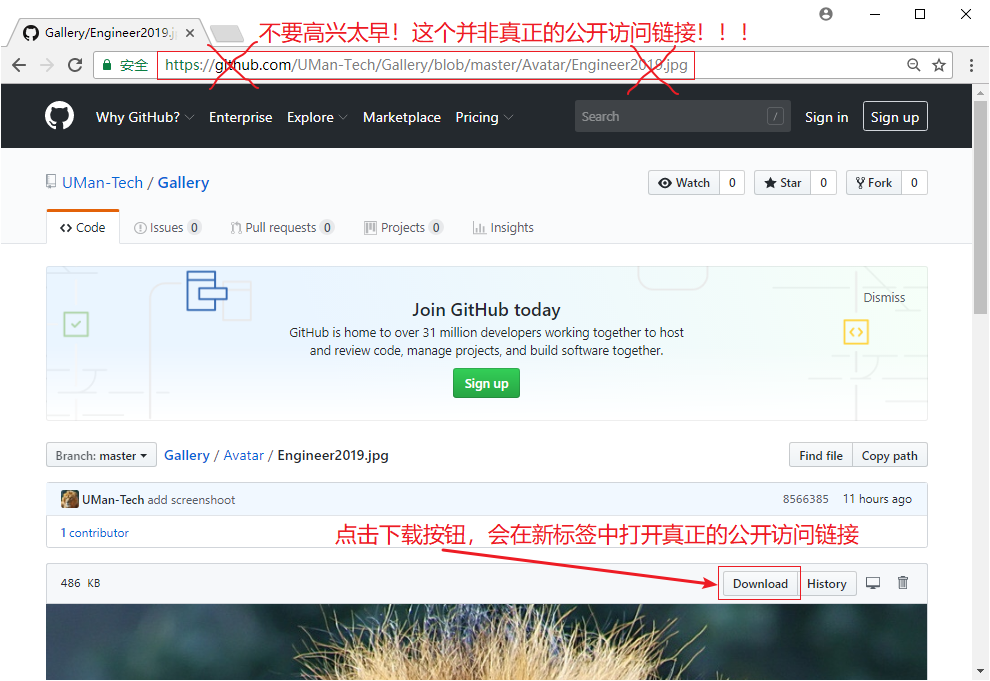 Gallery/Engineer2019.j
不要高兴太早！这个并非真正的公开访问链接！！！
安全 https://github.com/UMan-Tech/Gallery/blob/master/Avatar/Engineer2019.jpg
Why GitHub? Enterprise Explore Marketplace Pricing Search / Sign in Sign up
UMan-Tech / Gallery Watch 0 Star 0 Fork 0
Code Issues 0 Pull requests 0 Projects 0 Insights
Join GitHub today
Dismiss
GitHub is home to over 31 million developers working together to host
and review code, manage projects, and build software together.
Sign up
Branch: master Gallery / Avatar / Engineer2019.jpg Find file Copy path
UMan-Tech add screenshoot 8566385 11 hours ago
1 contributor
点击下载按钮，会在新标签中打开真正的公开访问链接
486 KB Download History